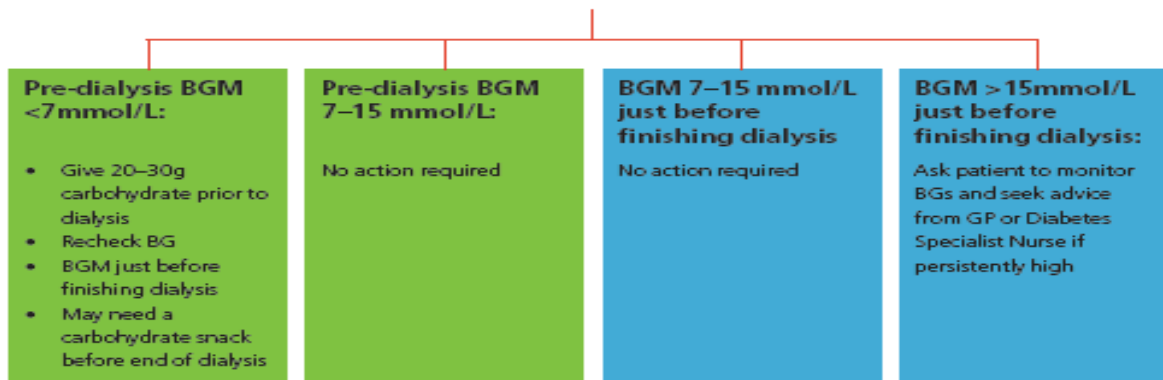 Pre-dialysis BGM
<7mmol/L:
• Give 20–30g
carbohydrate prior to
dialysis
• Recheck BG
• BGM just before
finishing dialysis
• May need a
carbohydrate snack
before end of dialysis
Pre-dialysis BGM
7–15 mmol/L:
No action required
BGM 7–15 mmol/L
just before
finishing dialysis
No action required
BGM >15mmol/L
just before
finishing dialysis:
Ask patient to monitor
BGs and seek advice
from GP or Diabetes
Specialist Nurse if
persistently high